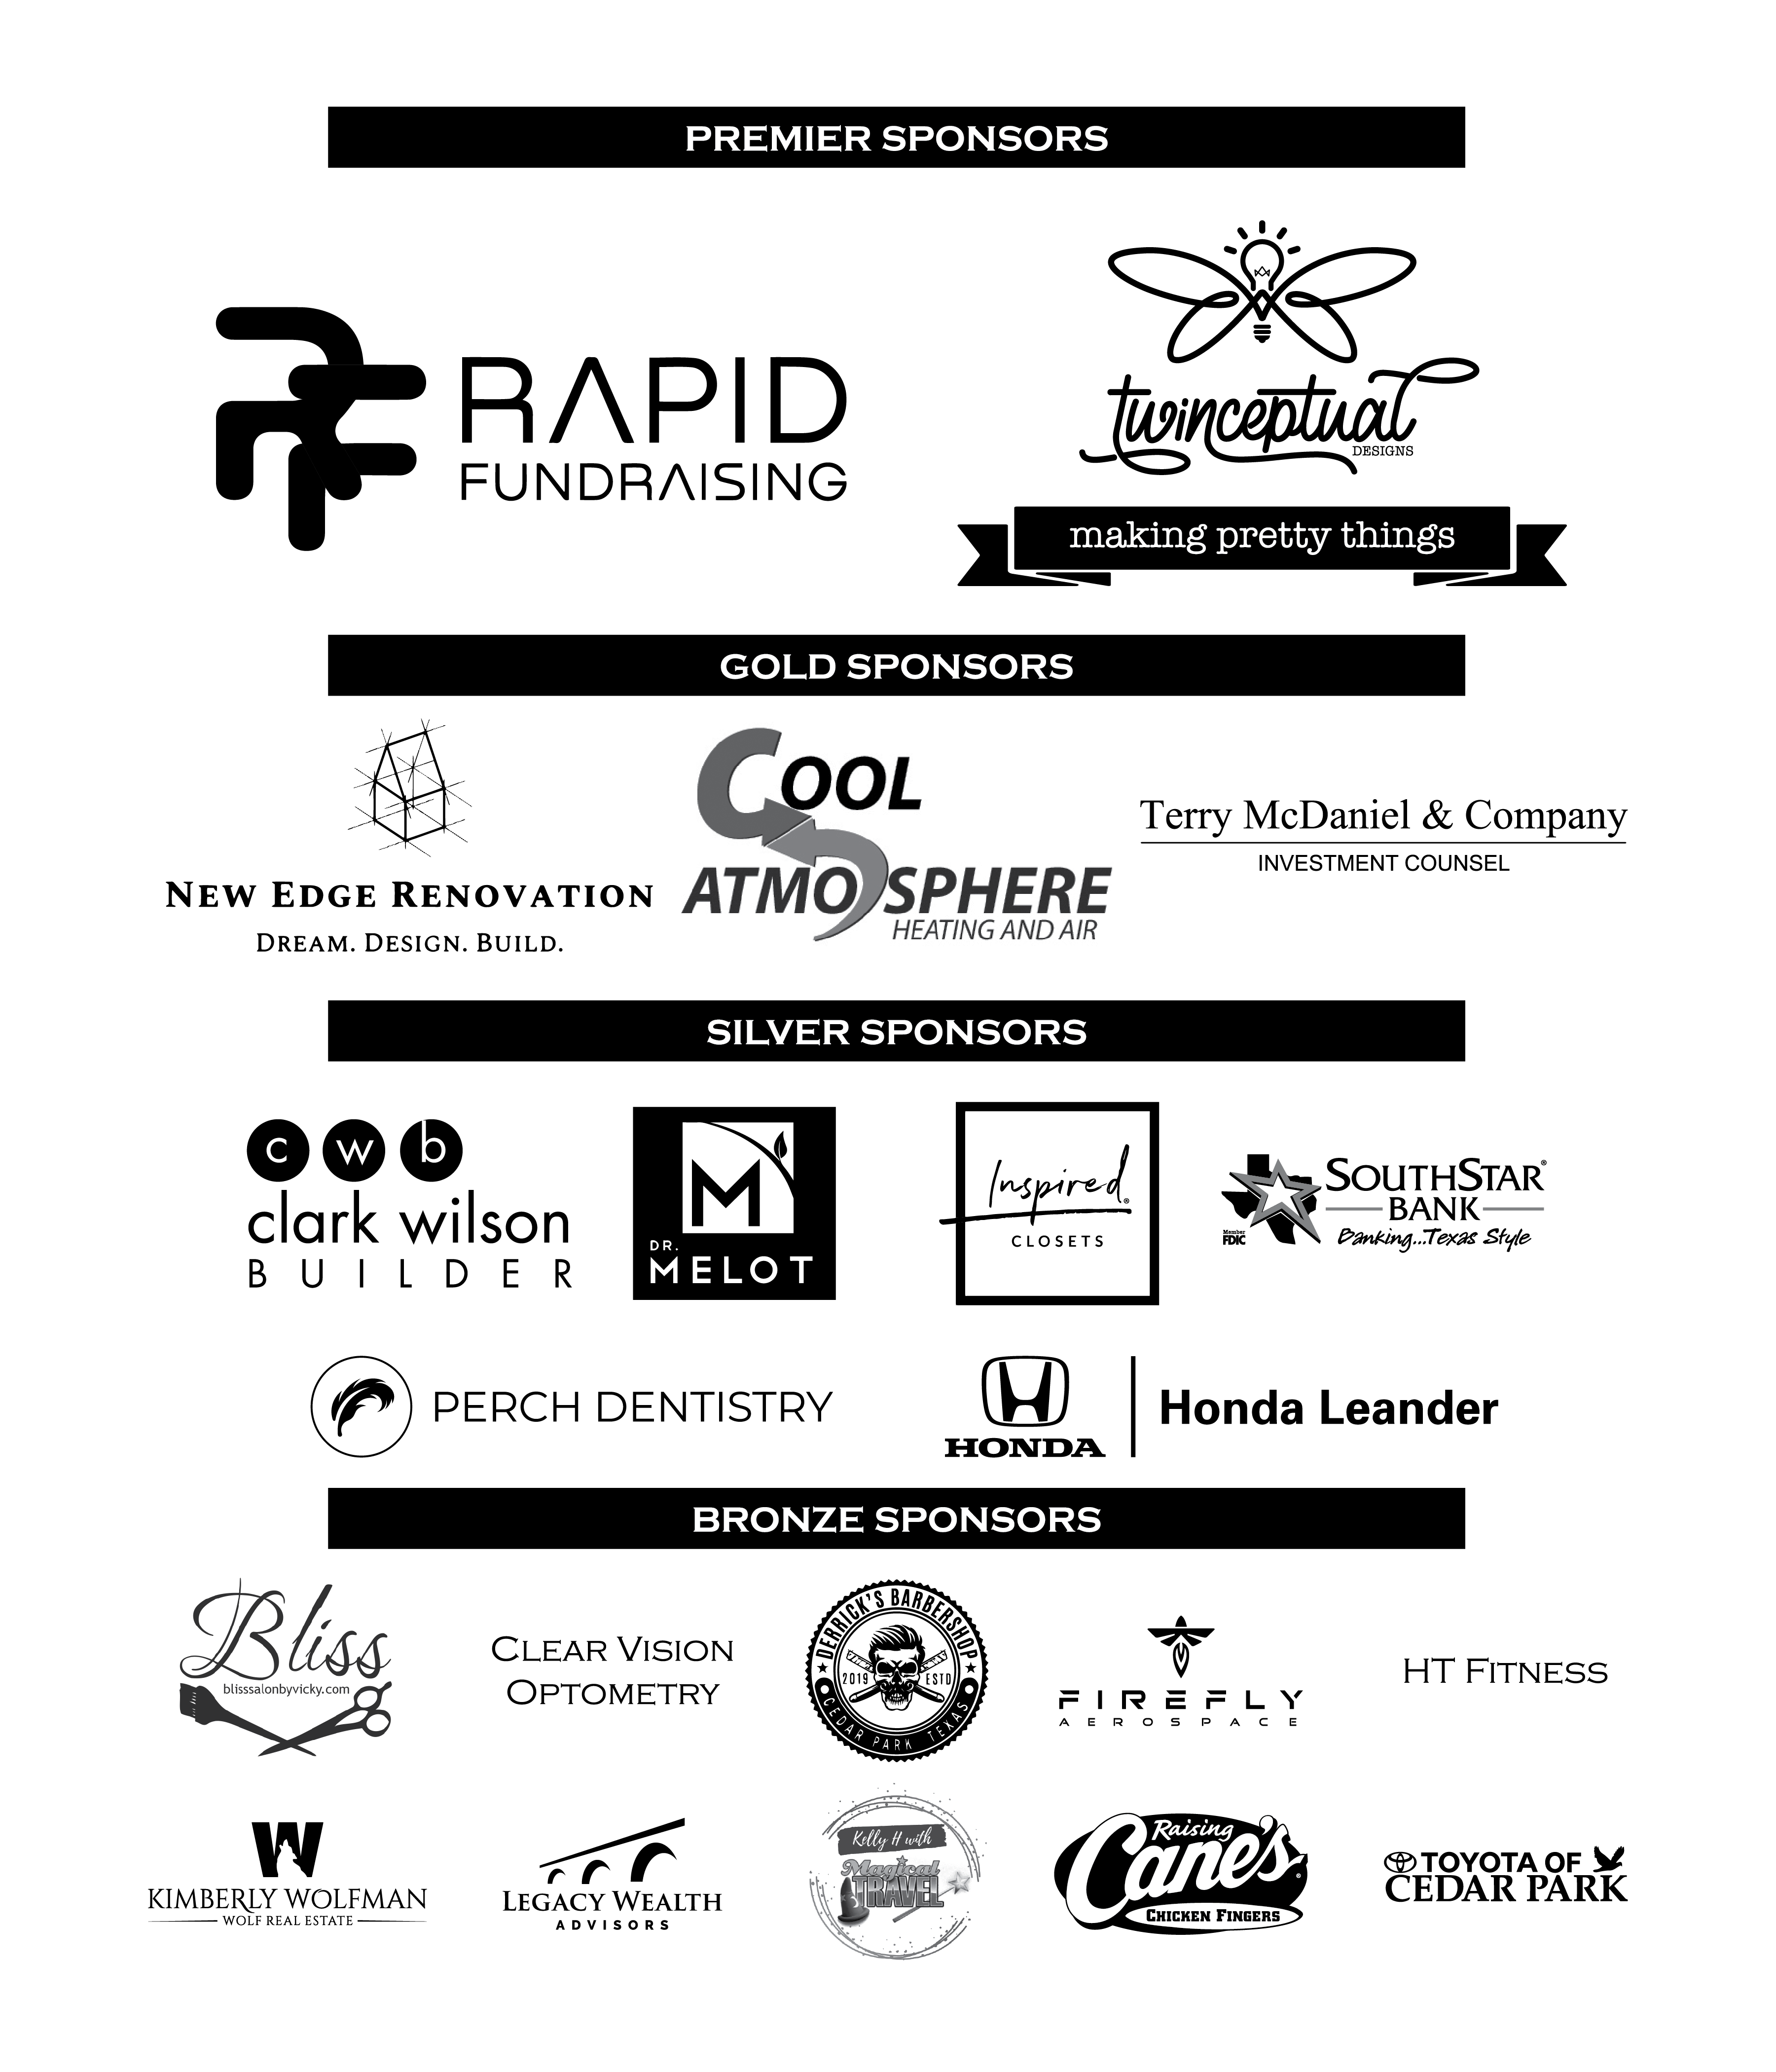 PREMIER SPONSORS
RAPID
FUNDRAISING
twinceptual
DESIGNS
making pretty things
GOLD SPONSORS
NEW EDGE RENOVATION
DREAM. DESIGN. BUILD.
COOL
ATMOSPHERE
HEATING AND AIR
Terry McDaniel & Company
INVESTMENT COUNSEL
SILVER SPONSORS
c w b
clark wilson
BUILDER
M
DR.
MELOT
Inspired®
CLOSETS
SOUTHSTAR®
BANK
Banking...Texas Style
Member
FDIC
PERCH DENTISTRY
HONDA
Honda Leander
BRONZE SPONSORS
Bliss
blisssalonbyvicky.com
CLEAR VISION
OPTOMETRY
DERRICK'S BARBERSHOP
2019 ESTD
CEDAR PARK TEXAS
FIREFLY
AEROSPACE
HT FITNESS
W
KIMBERLY WOLFMAN
WOLF REAL ESTATE
LEGACY WEALTH
ADVISORS
Kelly H with
Magical
TRAVEL
Raising
Cane's
CHICKEN FINGERS
TOYOTA OF
CEDAR PARK